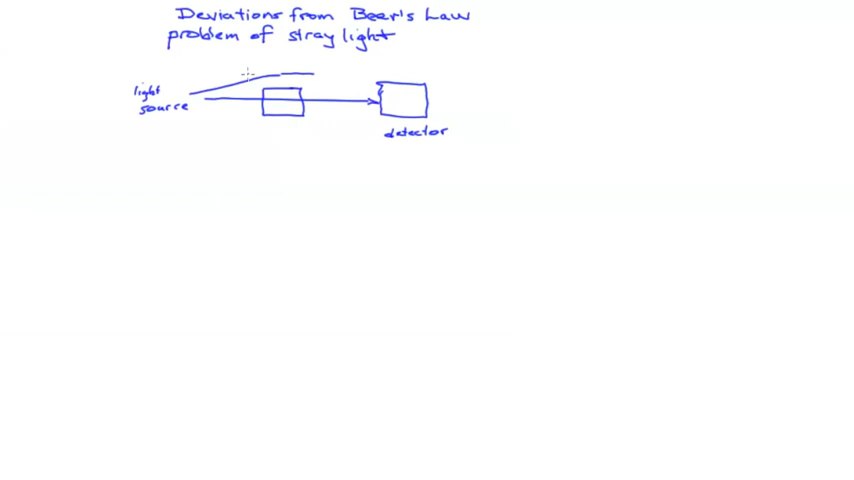 Deviations from Beer's Law
problem of stray light
light
source
detector